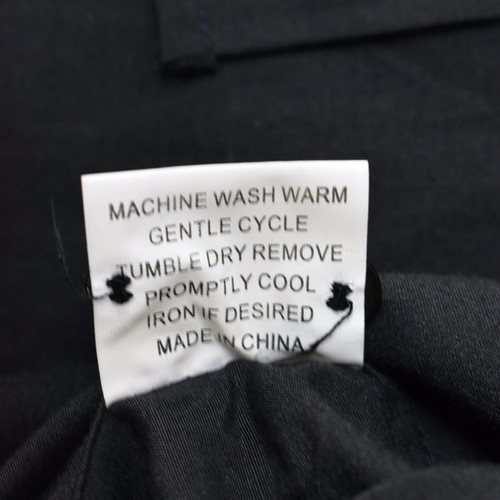 MACHINE WASH WARM
GENTLE CYCLE
TUMBLE DRY REMOVE
PROMPTLY COOL
IRON IF DESIRED
MADE IN CHINA